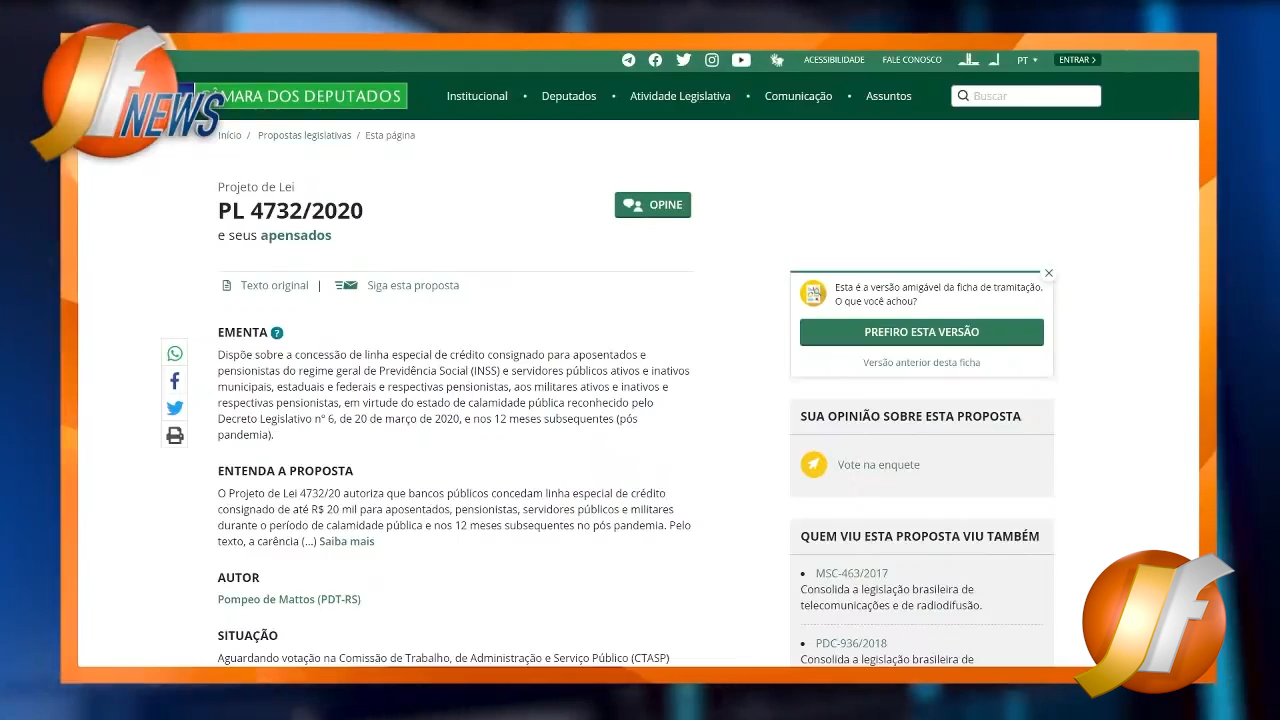 ACESSIBILIDADE FALE CONOSCO PT ENTRAR
Jf NEWS
CÂMARA DOS DEPUTADOS
Institucional • Deputados • Atividade Legislativa • Comunicação • Assuntos
Buscar
Início / Propostas legislativas / Esta página
Projeto de Lei
PL 4732/2020
e seus apensados
OPINE
Texto original | Siga esta proposta
EMENTA ?
Dispõe sobre a concessão de linha especial de crédito consignado para aposentados e
pensionistas do regime geral de Previdência Social (INSS) e servidores públicos ativos e inativos
municipais, estaduais e federais e respectivas pensionistas, aos militares ativos e inativos e
respectivas pensionistas, em virtude do estado de calamidade pública reconhecido pelo
Decreto Legislativo nº 6, de 20 de março de 2020, e nos 12 meses subsequentes (pós
pandemia).
ENTENDA A PROPOSTA
O Projeto de Lei 4732/20 autoriza que bancos públicos concedam linha especial de crédito
consignado de até R$ 20 mil para aposentados, pensionistas, servidores públicos e militares
durante o período de calamidade pública e nos 12 meses subsequentes no pós pandemia. Pelo
texto, a carência (...) Saiba mais
AUTOR
Pompeo de Mattos (PDT-RS)
SITUAÇÃO
Aguardando votação na Comissão de Trabalho, de Administração e Serviço Público (CTASP)
Esta é a versão amigável da ficha de tramitação.
O que você achou?
PREFIRO ESTA VERSÃO
Versão anterior desta ficha
SUA OPINIÃO SOBRE ESTA PROPOSTA
Vote na enquete
QUEM VIU ESTA PROPOSTA VIU TAMBÉM
• MSC-463/2017
Consolida a legislação brasileira de
telecomunicações e de radiodifusão.
• PDC-936/2018
Consolida a legislação brasileira de
Jf